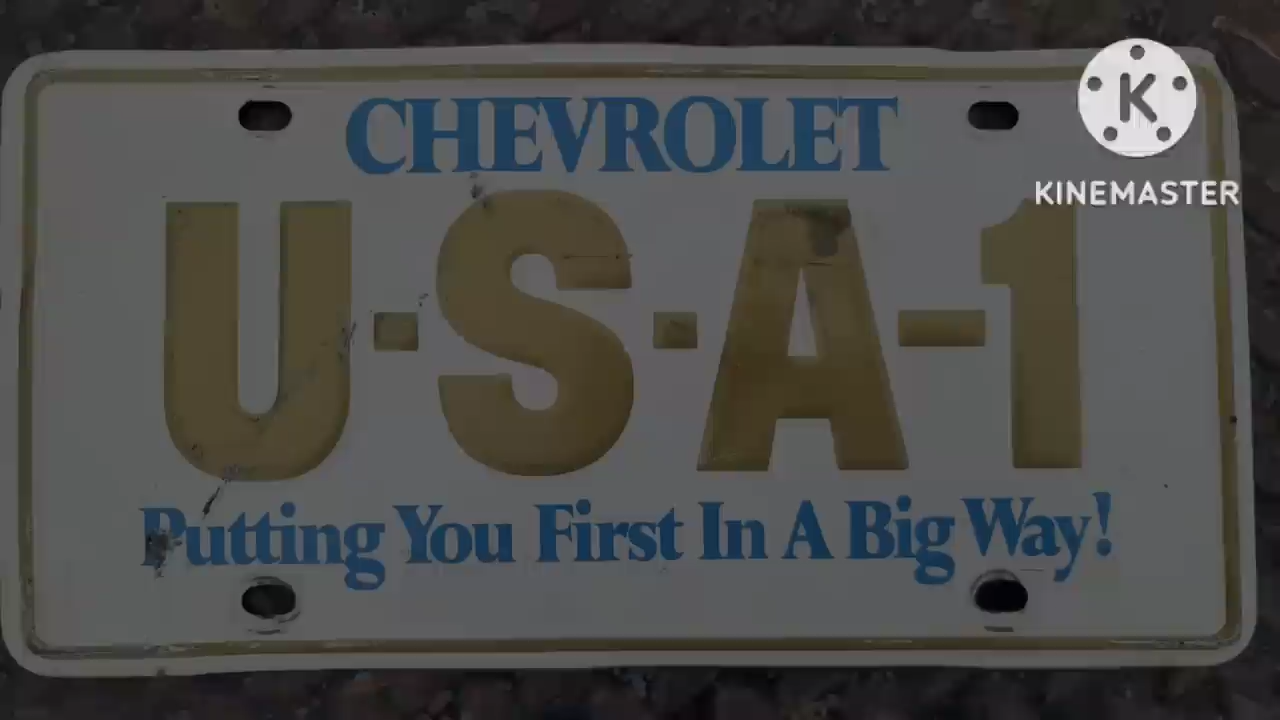 CHEVROLET
U·S·A-1
Putting You First In A Big Way!
K
KINEMASTER